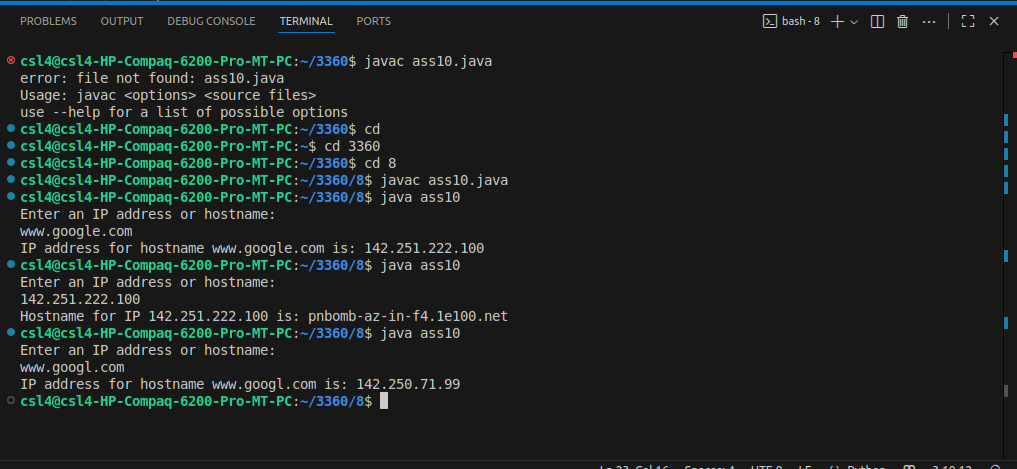 PROBLEMS OUTPUT DEBUG CONSOLE TERMINAL PORTS bash - 8
csl4@csl4-HP-Compaq-6200-Pro-MT-PC:~/3360$ javac ass10.java
error: file not found: ass10.java
Usage: javac <options> <source files>
use --help for a list of possible options
csl4@csl4-HP-Compaq-6200-Pro-MT-PC:~/3360$ cd
csl4@csl4-HP-Compaq-6200-Pro-MT-PC:~$ cd 3360
csl4@csl4-HP-Compaq-6200-Pro-MT-PC:~/3360$ cd 8
csl4@csl4-HP-Compaq-6200-Pro-MT-PC:~/3360/8$ javac ass10.java
csl4@csl4-HP-Compaq-6200-Pro-MT-PC:~/3360/8$ java ass10
Enter an IP address or hostname:
www.google.com
IP address for hostname www.google.com is: 142.251.222.100
csl4@csl4-HP-Compaq-6200-Pro-MT-PC:~/3360/8$ java ass10
Enter an IP address or hostname:
142.251.222.100
Hostname for IP 142.251.222.100 is: pnbomb-az-in-f4.1e100.net
csl4@csl4-HP-Compaq-6200-Pro-MT-PC:~/3360/8$ java ass10
Enter an IP address or hostname:
www.googl.com
IP address for hostname www.googl.com is: 142.250.71.99
csl4@csl4-HP-Compaq-6200-Pro-MT-PC:~/3360/8$